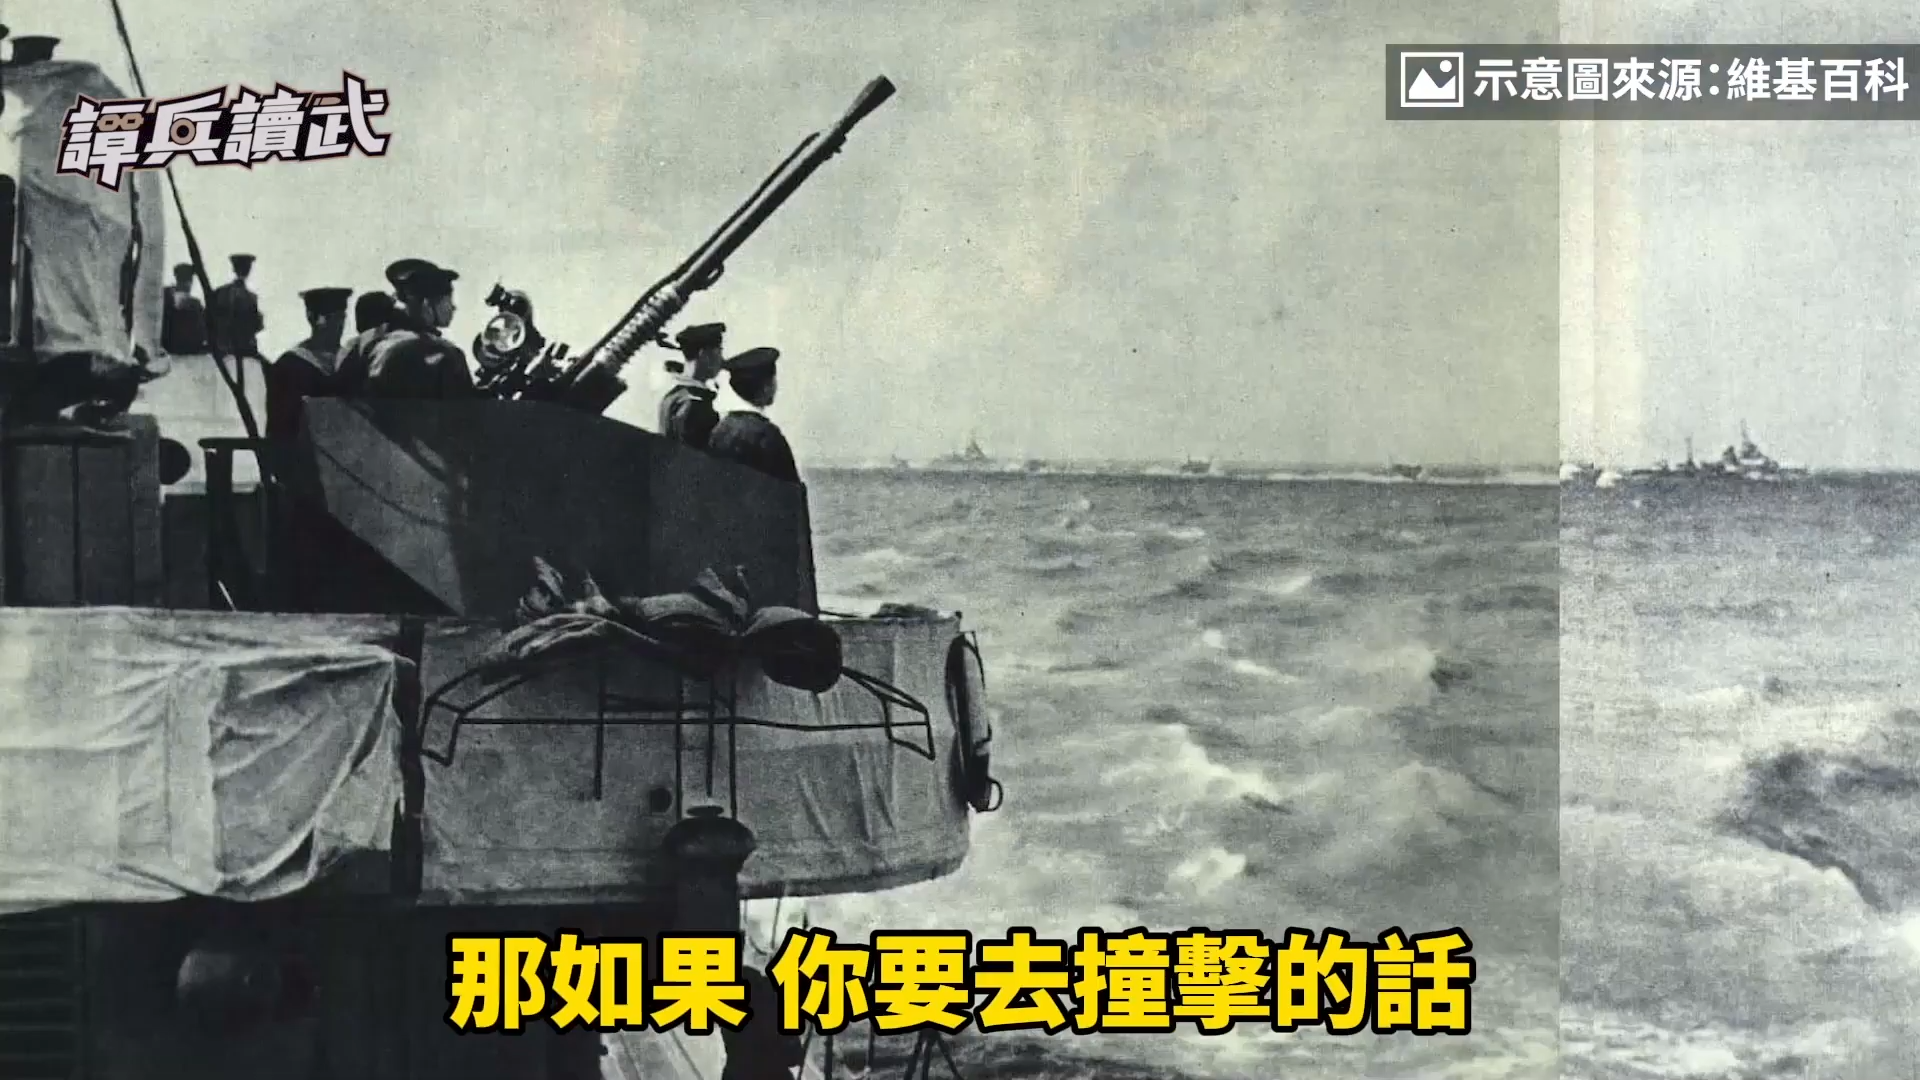 譚兵讀武
示意圖來源：維基百科
那如果 你要去撞擊的話